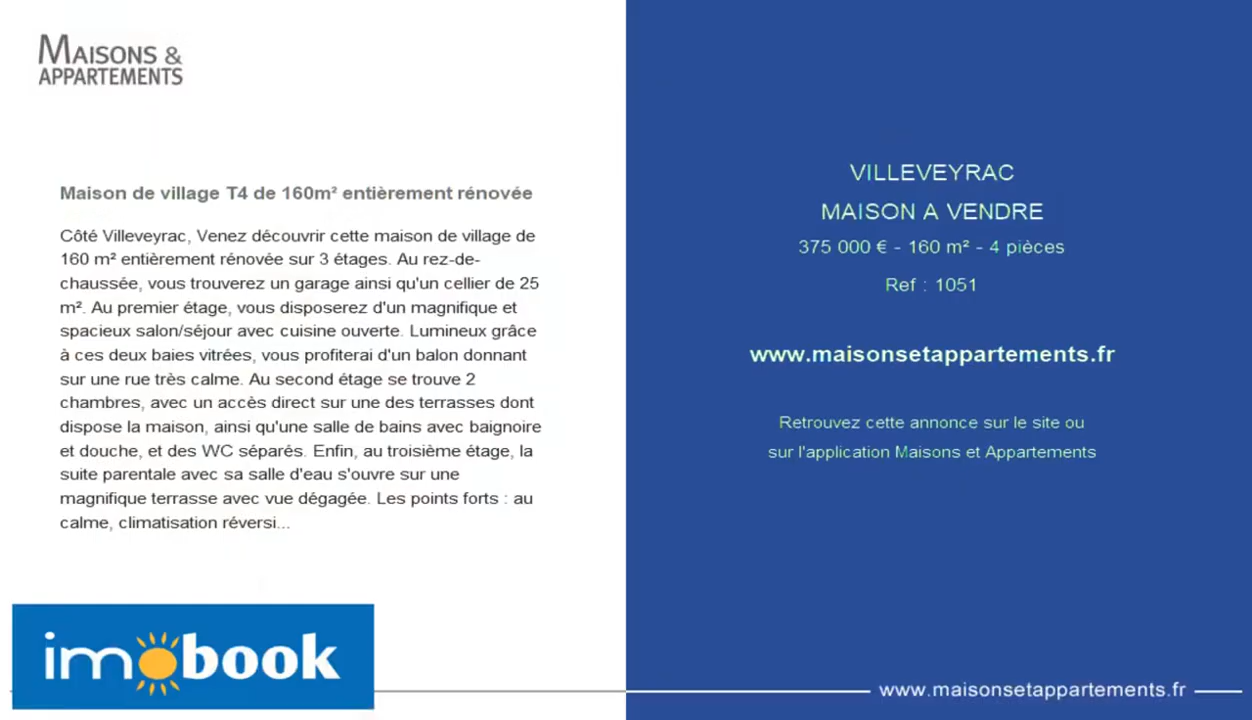 MAISONS &
APPARTEMENTS
Maison de village T4 de 160m² entièrement rénovée
Côté Villeveyrac, Venez découvrir cette maison de village de
160 m² entièrement rénovée sur 3 étages. Au rez-de-
chaussée, vous trouverez un garage ainsi qu'un cellier de 25
m². Au premier étage, vous disposerez d'un magnifique et
spacieux salon/séjour avec cuisine ouverte. Lumineux grâce
à ces deux baies vitrées, vous profiterai d'un balon donnant
sur une rue très calme. Au second étage se trouve 2
chambres, avec un accès direct sur une des terrasses dont
dispose la maison, ainsi qu'une salle de bains avec baignoire
et douche, et des WC séparés. Enfin, au troisième étage, la
suite parentale avec sa salle d'eau s'ouvre sur une
magnifique terrasse avec vue dégagée. Les points forts : au
calme, climatisation réversi...
imobook
VILLEVEYRAC
MAISON A VENDRE
375 000 € - 160 m² - 4 pièces
Ref : 1051
www.maisonsetappartements.fr
Retrouvez cette annonce sur le site ou
sur l'application Maisons et Appartements
www.maisonsetappartements.fr